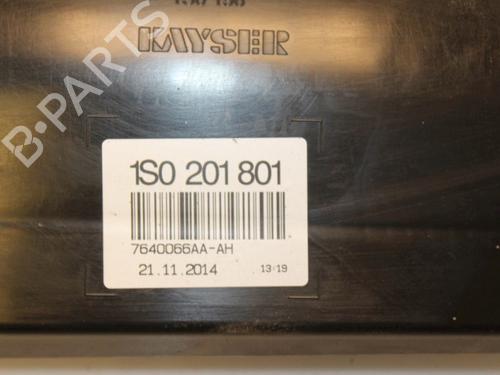 KAYSER
1S0 201 801
7640066AA-AH
21.11.2014 13:19
B-PARTS